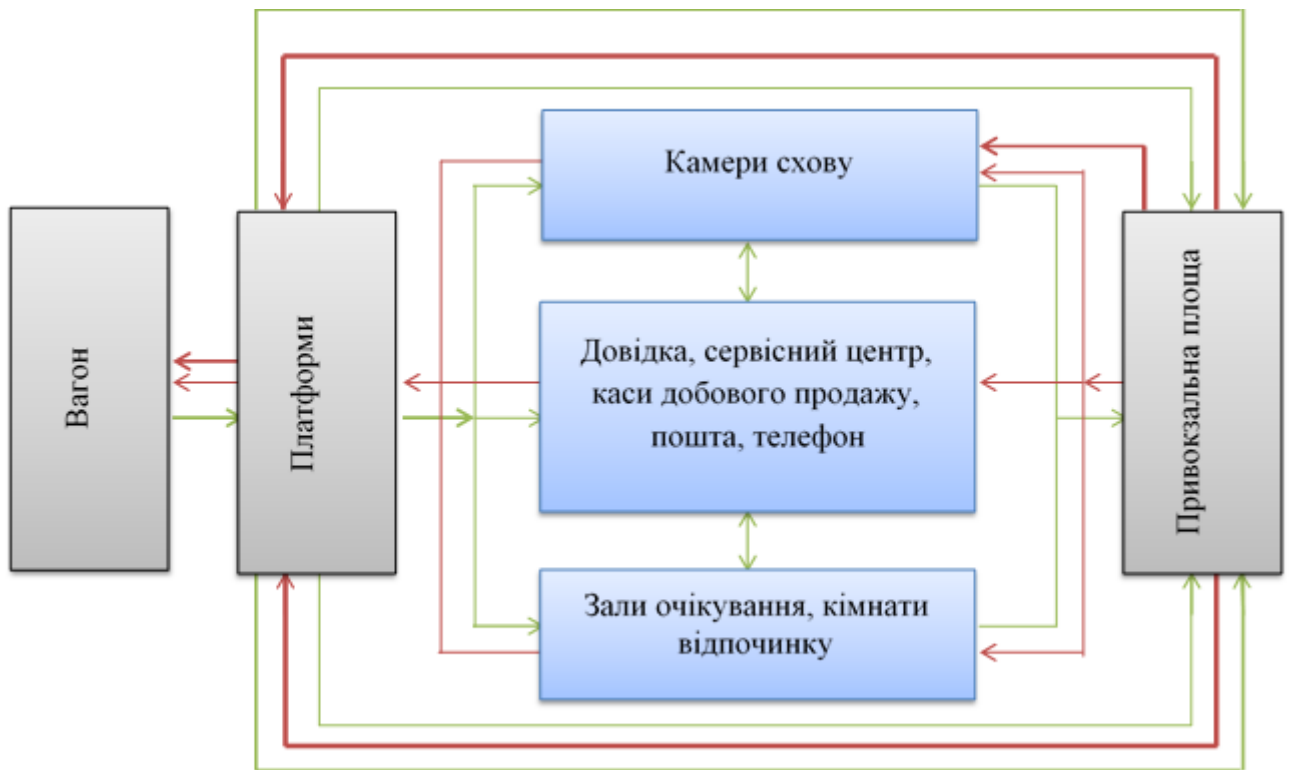 Вагон
Платформи
Камери схову
Довідка, сервісний центр,
каси добового продажу,
пошта, телефон
Зали очікування, кімнати
відпочинку
Привокзальна площа